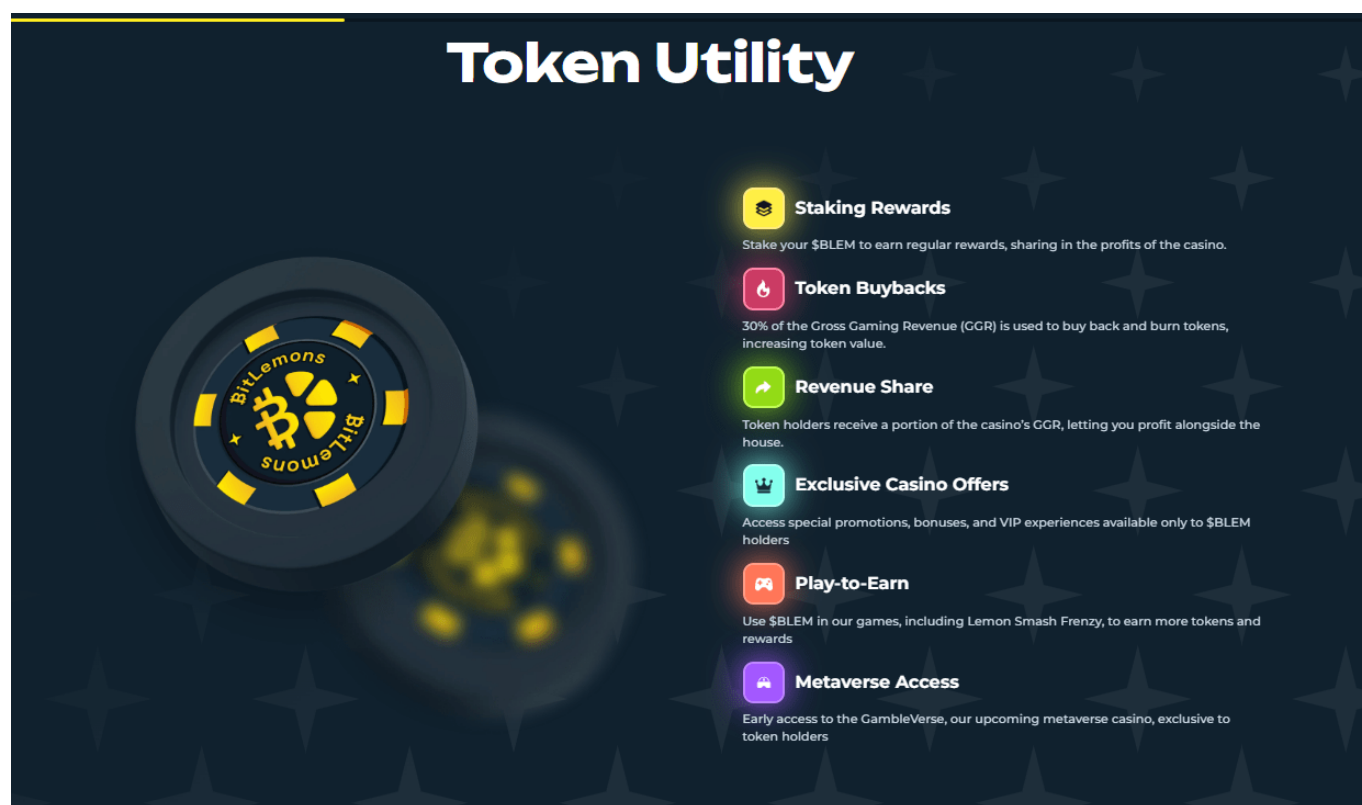 Token Utility
BitLemons
BitLemons
Staking Rewards
Stake your $BLEM to earn regular rewards, sharing in the profits of the casino.
Token Buybacks
30% of the Gross Gaming Revenue (GGR) is used to buy back and burn tokens,
increasing token value.
Revenue Share
Token holders receive a portion of the casino’s GGR, letting you profit alongside the
house.
Exclusive Casino Offers
Access special promotions, bonuses, and VIP experiences available only to $BLEM
holders
Play-to-Earn
Use $BLEM in our games, including Lemon Smash Frenzy, to earn more tokens and
rewards
Metaverse Access
Early access to the GambleVerse, our upcoming metaverse casino, exclusive to
token holders